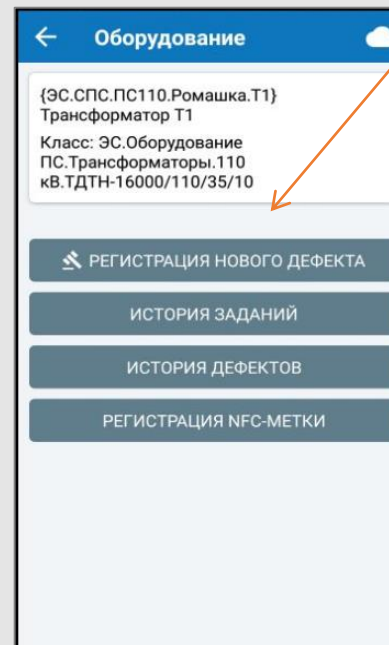 Оборудование
{ЭС.СПС.ПС110.Ромашка.Т1}
Трансформатор Т1
Класс: ЭС.Оборудование
ПС.Трансформаторы.110
кВ.ТДТН-16000/110/35/10
РЕГИСТРАЦИЯ НОВОГО ДЕФЕКТА
ИСТОРИЯ ЗАДАНИЙ
ИСТОРИЯ ДЕФЕКТОВ
РЕГИСТРАЦИЯ NFC-МЕТКИ